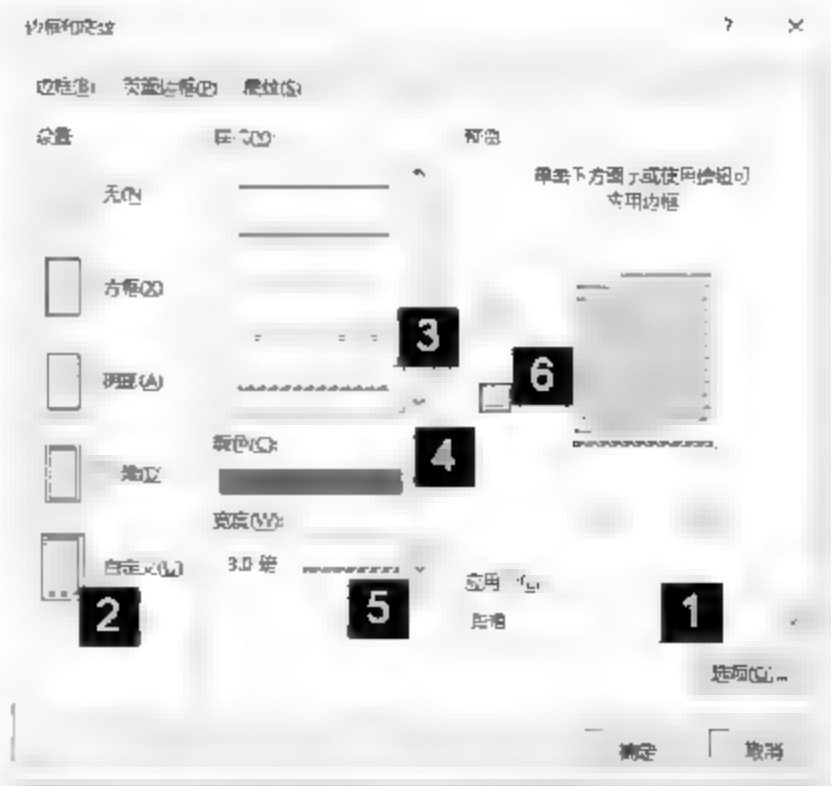 边框和底纹
? ×
边框(B) 页面边框(P) 底纹(S)
设置
无(N)
方框(X)
阴影(A)
自定义(U)
样式(Y):
颜色(C):
宽度(W):
3.0 磅
预览
单击下方图示或使用按钮可
应用边框
3
6
4
2
5
1
选项(O)...
确定
取消